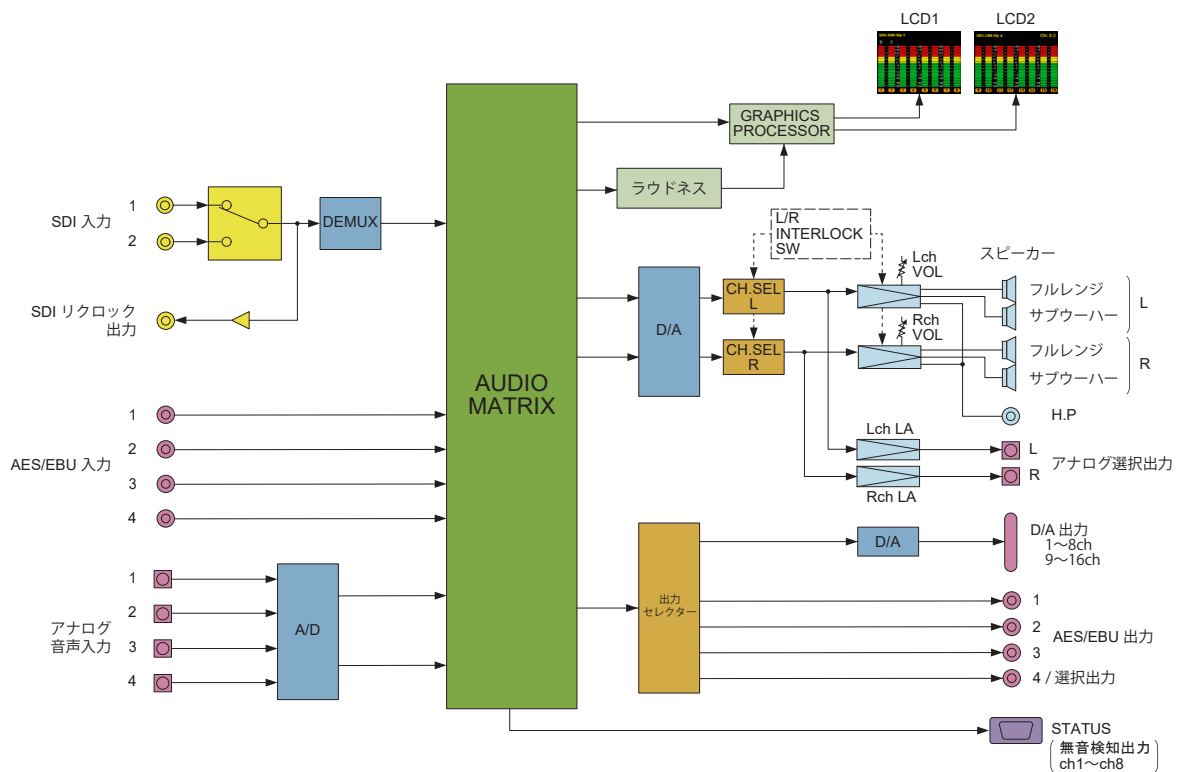 LCD1
LCD2
GRAPHICS
PROCESSOR
ラウドネス
SDI 入力
1
2
DEMUX
SDI リクロック
出力
AUDIO
MATRIX
L/R
INTERLOCK
SW
D/A
CH.SEL
L
CH.SEL
R
Lch
VOL
Rch
VOL
スピーカー
フルレンジ
サブウーハー
L
フルレンジ
サブウーハー
R
H.P
Lch LA
Rch LA
L
R
アナログ選択出力
AES/EBU 入力
1
2
3
4
アナログ
音声入力
1
2
3
4
A/D
出力
セレクター
D/A
D/A 出力
1〜8ch
9〜16ch
1
2
3
4 / 選択出力
AES/EBU 出力
STATUS
無音検知出力
ch1〜ch8